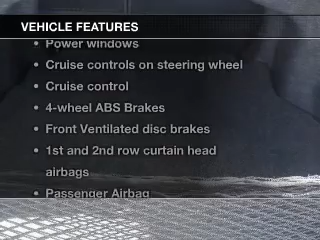 VEHICLE FEATURES
• Power windows
• Cruise controls on steering wheel
• Cruise control
• 4-wheel ABS Brakes
• Front Ventilated disc brakes
• 1st and 2nd row curtain head
airbags
• Passenger Airbag